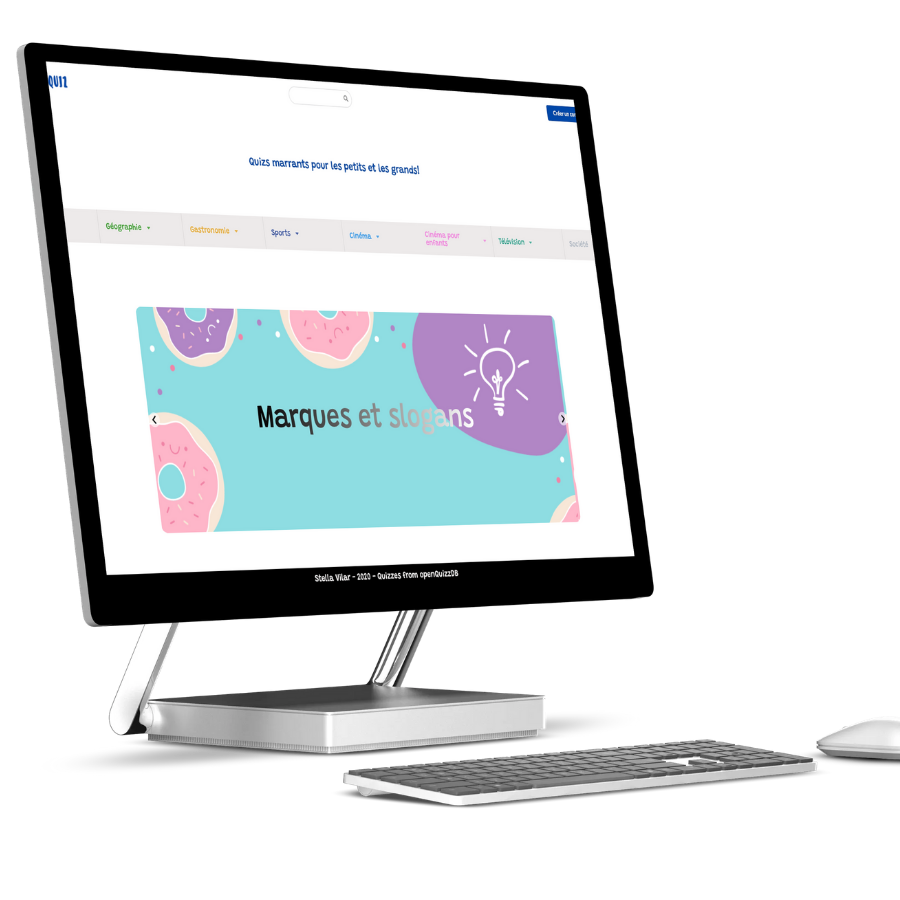 QUIZ
Créer un com
Quizs marrants pour les petits et les grands!
Géographie
Gastronomie
Sports
Cinéma
Cinéma pour
enfants
Télévision
Société
Marques et slogans
Stella Vilar - 2020 - Quizzes from openQuizzDB